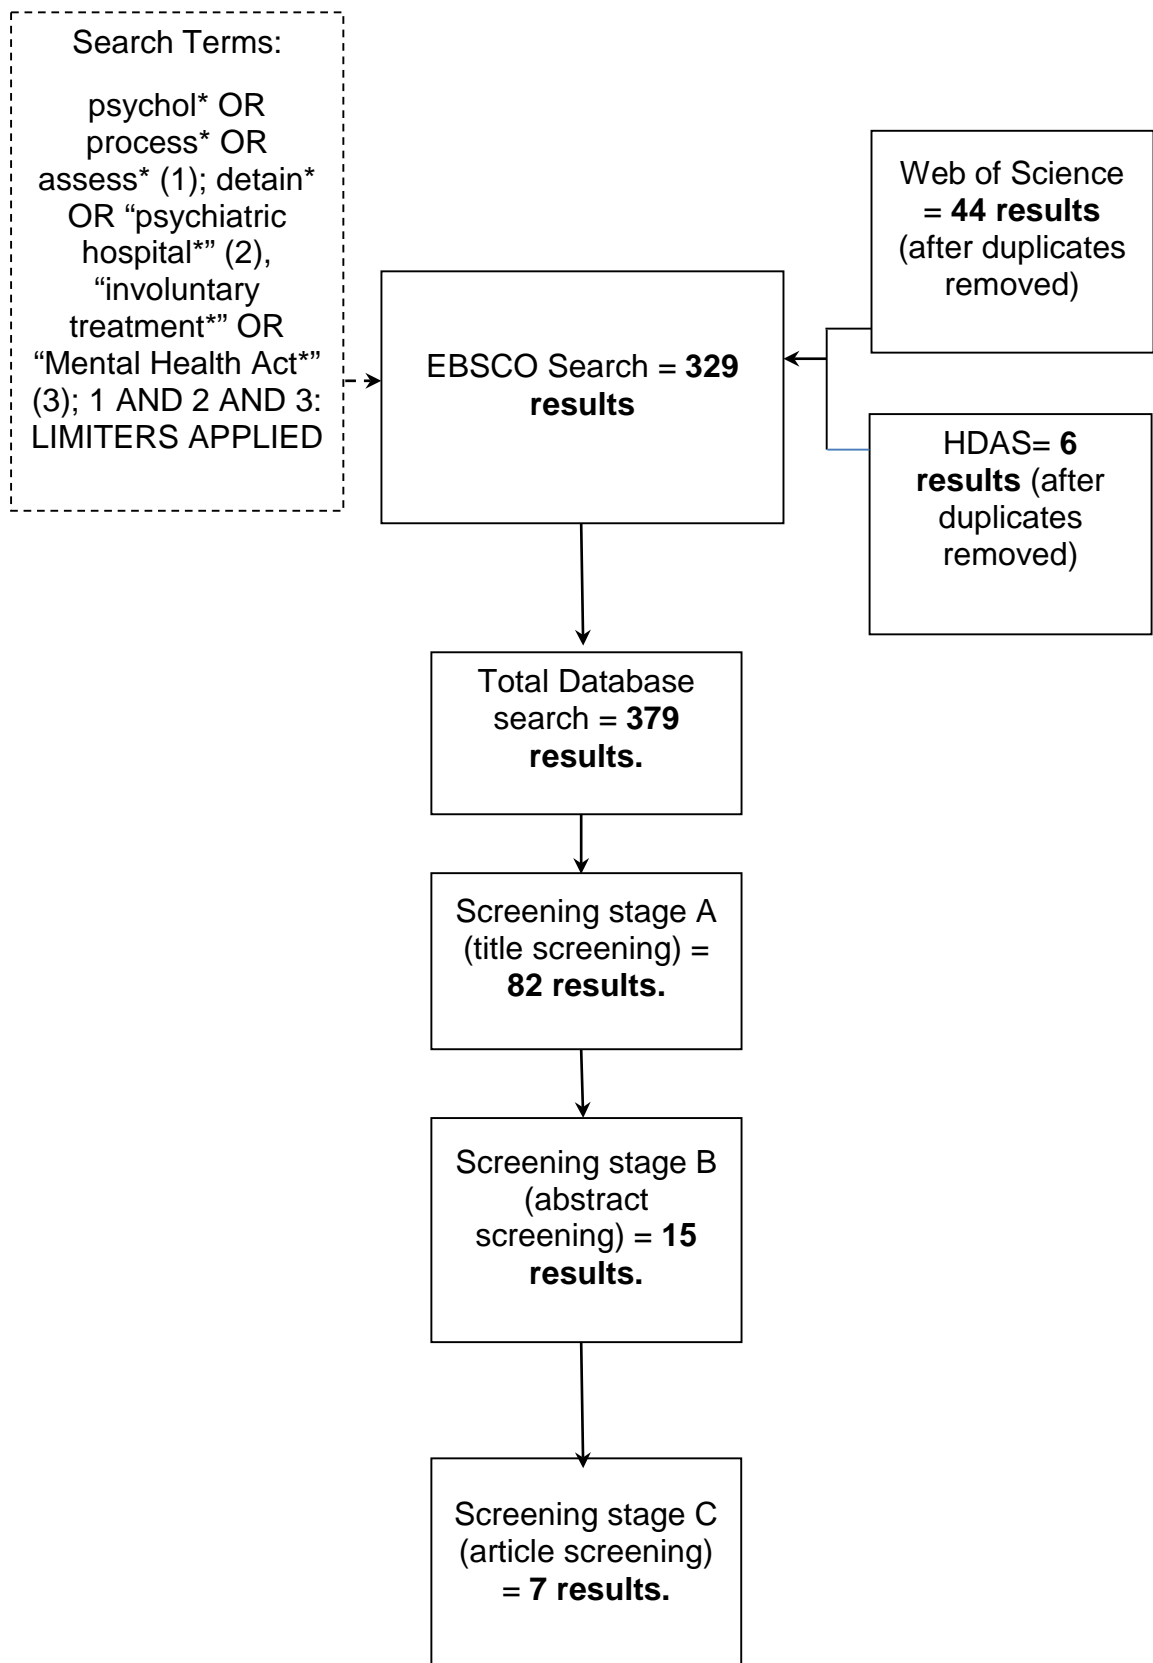 Search Terms:
psychol* OR
process* OR
assess* (1); detain*
OR “psychiatric
hospital*” (2),
“involuntary
treatment*” OR
“Mental Health Act*”
(3); 1 AND 2 AND 3:
LIMITERS APPLIED
EBSCO Search = 329
results
Web of Science
= 44 results
(after duplicates
removed)
HDAS= 6
results (after
duplicates
removed)
Total Database
search = 379
results.
Screening stage A
(title screening) =
82 results.
Screening stage B
(abstract
screening) = 15
results.
Screening stage C
(article screening)
= 7 results.